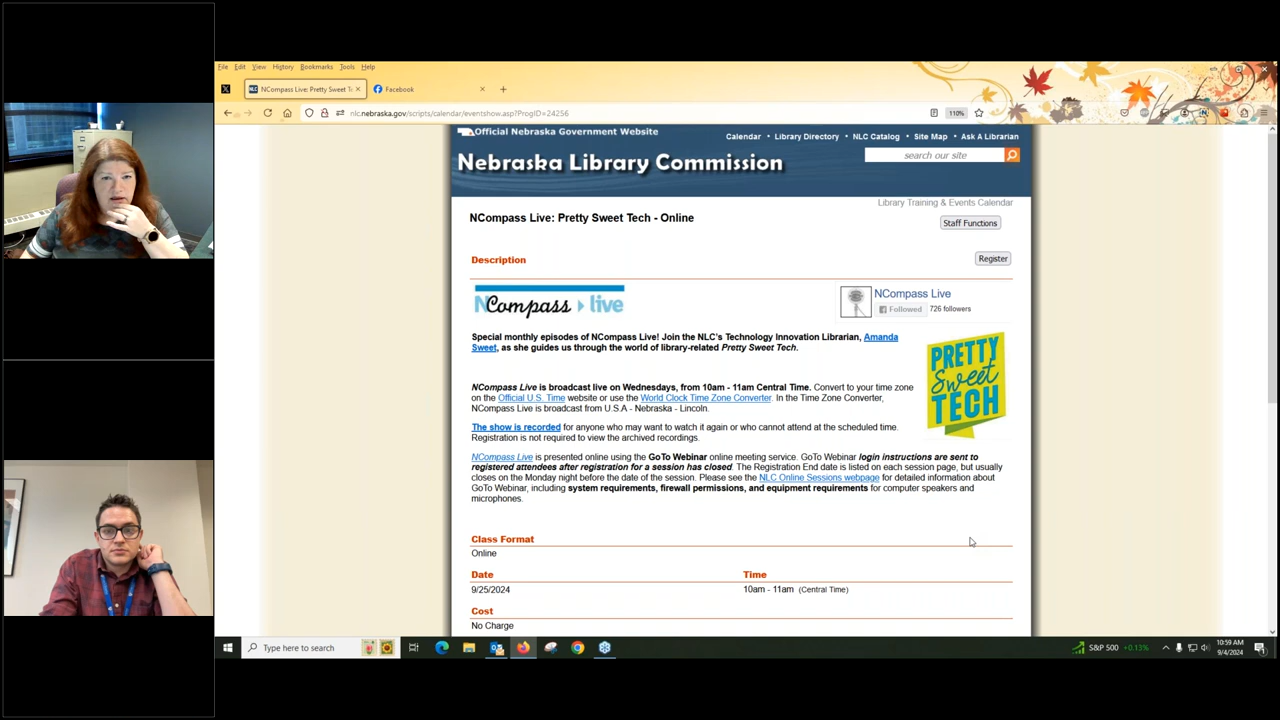 File Edit View History Bookmarks Tools Help
NCompass Live: Pretty Sweet T
Facebook
nlc.nebraska.gov/scripts/calendar/eventshow.asp?ProgID=24256
110%
Official Nebraska Government Website
Calendar • Library Directory • NLC Catalog • Site Map • Ask A Librarian
Nebraska Library Commission
search our site
Library Training & Events Calendar
NCompass Live: Pretty Sweet Tech - Online
Staff Functions
Description
Register
NCompass live
NCompass Live
Followed 726 followers
Special monthly episodes of NCompass Live! Join the NLC's Technology Innovation Librarian, Amanda
Sweet, as she guides us through the world of library-related Pretty Sweet Tech.
PRETTY
Sweet
TECH
NCompass Live is broadcast live on Wednesdays, from 10am - 11am Central Time. Convert to your time zone
on the Official U.S. Time website or use the World Clock Time Zone Converter. In the Time Zone Converter,
NCompass Live is broadcast from U.S.A - Nebraska - Lincoln.
The show is recorded for anyone who may want to watch it again or who cannot attend at the scheduled time.
Registration is not required to view the archived recordings.
NCompass Live is presented online using the GoTo Webinar online meeting service. GoTo Webinar login instructions are sent to
registered attendees after registration for a session has closed. The Registration End date is listed on each session page, but usually
closes on the Monday night before the date of the session. Please see the NLC Online Sessions webpage for detailed information about
GoTo Webinar, including system requirements, firewall permissions, and equipment requirements for computer speakers and
microphones.
Class Format
Online
Date
Time
9/25/2024
10am - 11am (Central Time)
Cost
No Charge
Type here to search
S&P 500 +0.13%
10:59 AM
9/4/2024